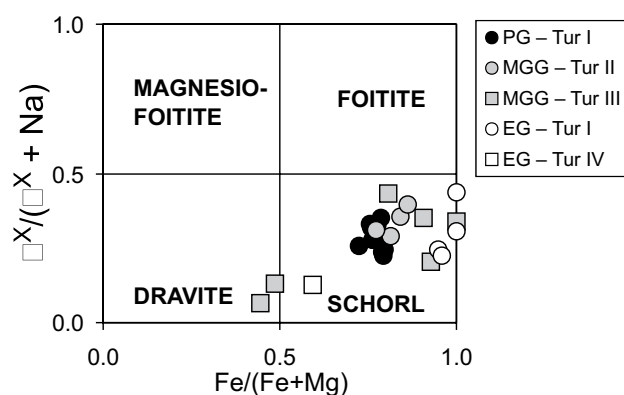 1.0
0.5
0.0
□X/(□X + Na)
MAGNESIO-
FOITITE
FOITITE
DRAVITE
SCHORL
0.0
0.5
1.0
Fe/(Fe+Mg)
PG – Tur I
MGG – Tur II
MGG – Tur III
EG – Tur I
EG – Tur IV